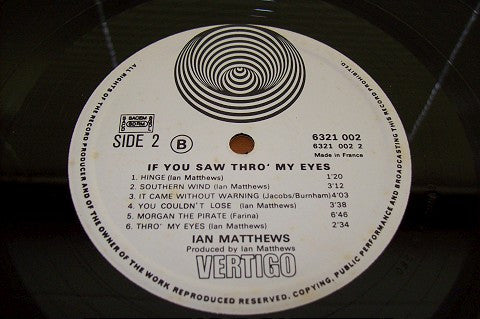 ALL RIGHTS OF THE RECORD PRODUCER AND OF THE OWNER OF THE WORK REPRODUCED RESERVED. COPYING, PUBLIC PERFORMANCE AND BROADCASTING THIS RECORD PROHIBITED.
BIEM
SACEM
SDRM
SIDE 2
B
6321 002
6321 002 2
Made in France
IF YOU SAW THRO' MY EYES
1. HINGE (Ian Matthews) 1'20
2. SOUTHERN WIND (Ian Matthews) 3'12
3. IT CAME WITHOUT WARNING (Jacobs/Burnham) 4'03
4. YOU COULDN'T LOSE (Ian Matthews) 3'38
5. MORGAN THE PIRATE (Farina) 6'46
6. THRO' MY EYES (Ian Matthews) 2'34
IAN MATTHEWS
Produced by Ian Matthews
VERTIGO